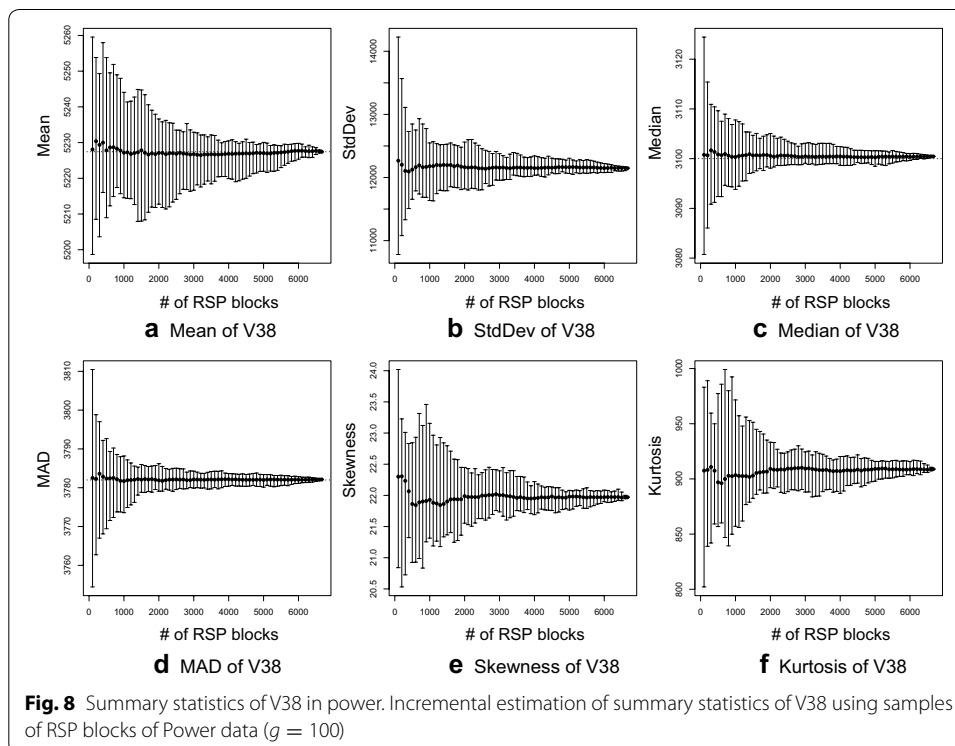 Mean
5200 5210 5220 5230 5240 5250 5260
0 1000 2000 3000 4000 5000 6000
# of RSP blocks
a Mean of V38
StdDev
11000 12000 13000 14000
0 1000 2000 3000 4000 5000 6000
# of RSP blocks
b StdDev of V38
Median
3080 3090 3100 3110 3120
0 1000 2000 3000 4000 5000 6000
# of RSP blocks
c Median of V38
MAD
3760 3770 3780 3790 3800 3810
0 1000 2000 3000 4000 5000 6000
# of RSP blocks
d MAD of V38
Skewness
20.5 21.0 21.5 22.0 22.5 23.0 23.5 24.0
0 1000 2000 3000 4000 5000 6000
# of RSP blocks
e Skewness of V38
Kurtosis
800 850 900 950 1000
0 1000 2000 3000 4000 5000 6000
# of RSP blocks
f Kurtosis of V38
Fig. 8 Summary statistics of V38 in power. Incremental estimation of summary statistics of V38 using samples
of RSP blocks of Power data (g = 100)